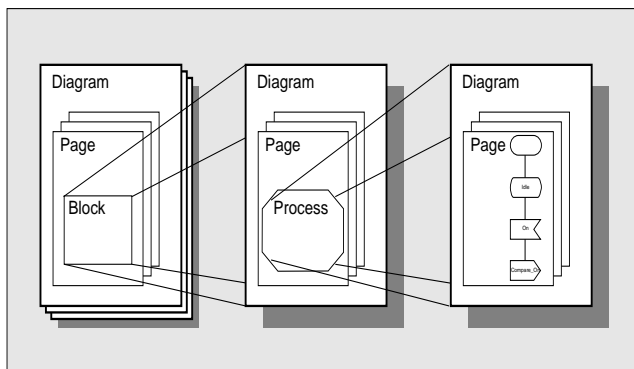 Diagram
Page
Block
Diagram
Page
Process
Diagram
Page
Idle
On
Compare_On